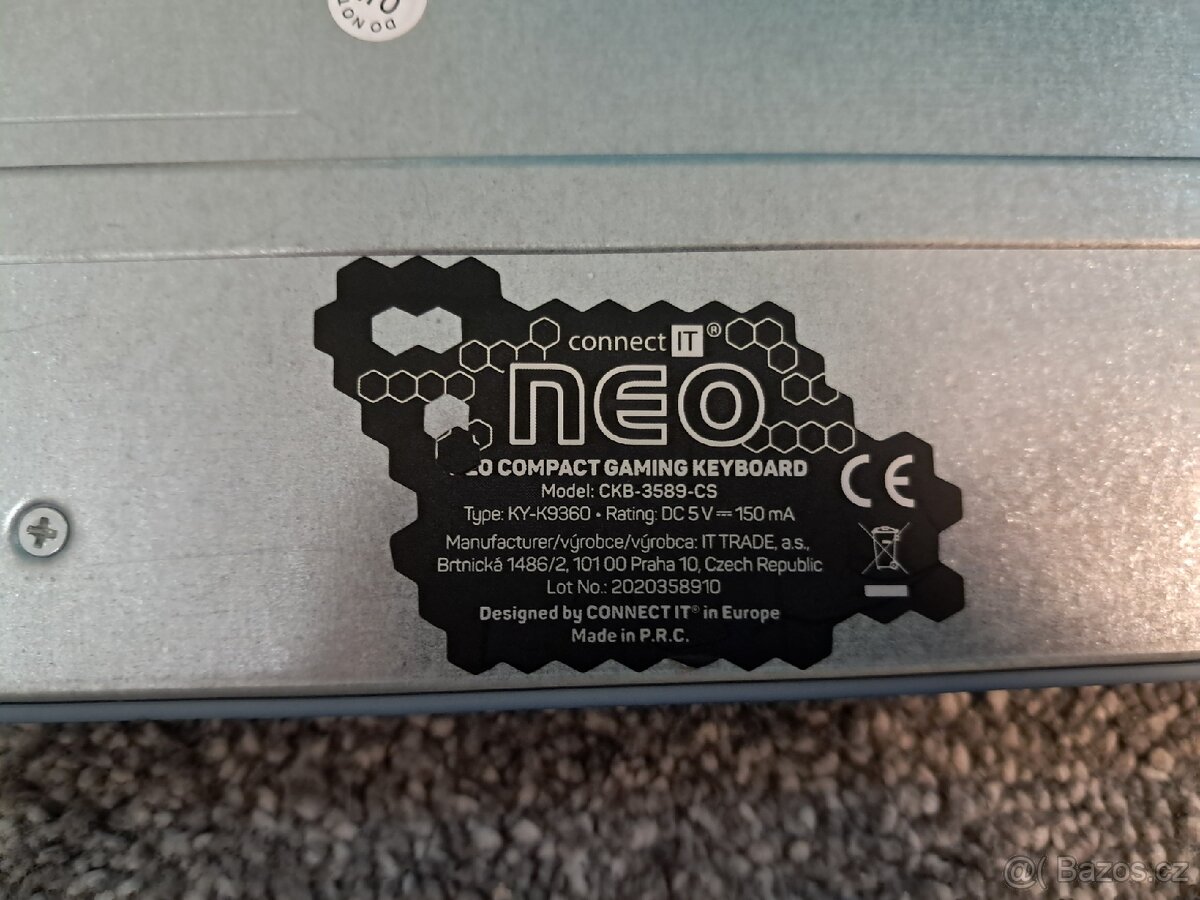 DO NOT
connect IT®
neo
COMPACT GAMING KEYBOARD
Model: CKB-3589-CS
Type: KY-K9360 • Rating: DC 5 V ⎓ 150 mA
Manufacturer/výrobce/výrobca: IT TRADE, a.s.,
Brtnická 1486/2, 101 00 Praha 10, Czech Republic
Lot No.: 2020358910
Designed by CONNECT IT® in Europe
Made in P.R.C.
CE
@( Bazos.cz